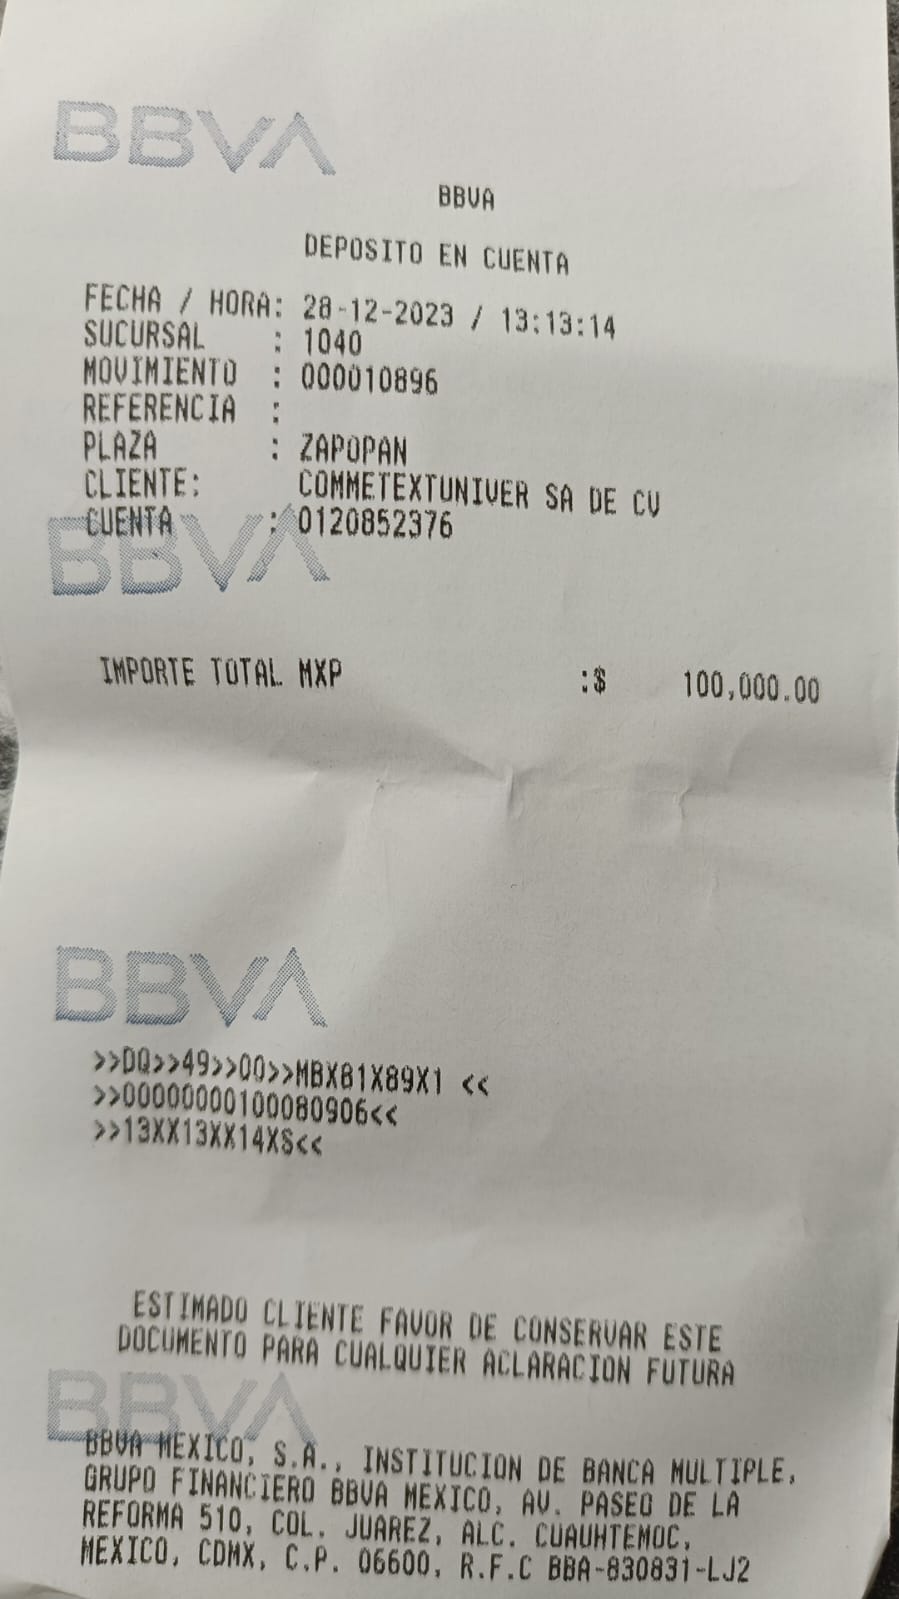 BBVA
BBVA
DEPOSITO EN CUENTA
FECHA / HORA: 28-12-2023 / 13:13:14
SUCURSAL : 1040
MOVIMIENTO : 000010896
REFERENCIA :
PLAZA : ZAPOPAN
CLIENTE: COMMETEXTUNIVER SA DE CV
CUENTA : 0120852376
BBVA
IMPORTE TOTAL MXP :$ 100,000.00
BBVA
>>DQ>>49>>00>>MBX81X89X1 <<
>>00000000100080906<<
>>13XX13XX14XS<<
ESTIMADO CLIENTE FAVOR DE CONSERVAR ESTE
DOCUMENTO PARA CUALQUIER ACLARACION FUTURA
BBVA
BBVA MEXICO, S.A., INSTITUCION DE BANCA MULTIPLE,
GRUPO FINANCIERO BBVA MEXICO, AV. PASEO DE LA
REFORMA 510, COL. JUAREZ, ALC. CUAUHTEMOC,
MEXICO, CDMX, C.P. 06600, R.F.C BBA-830831-LJ2